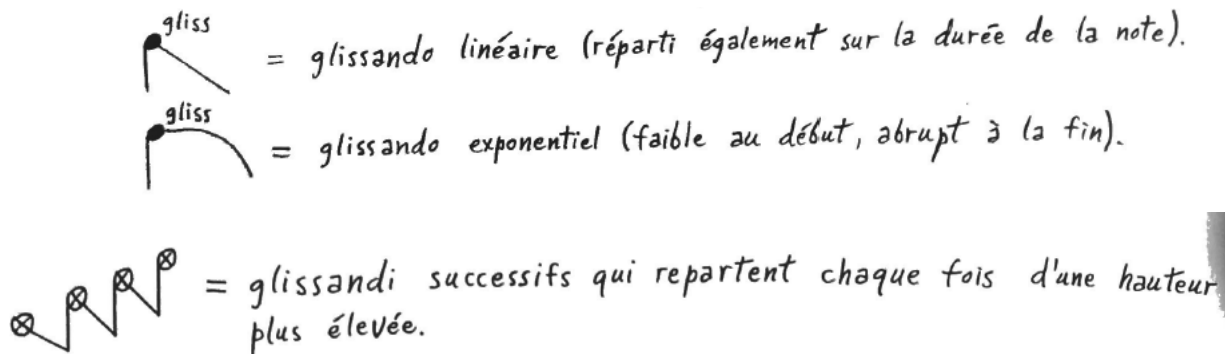 gliss
= glissando linéaire (réparti également sur la durée de la note).
gliss
= glissando exponentiel (faible au début, abrupt à la fin).
= glissandi successifs qui repartent chaque fois d'une hauteur
plus élevée.